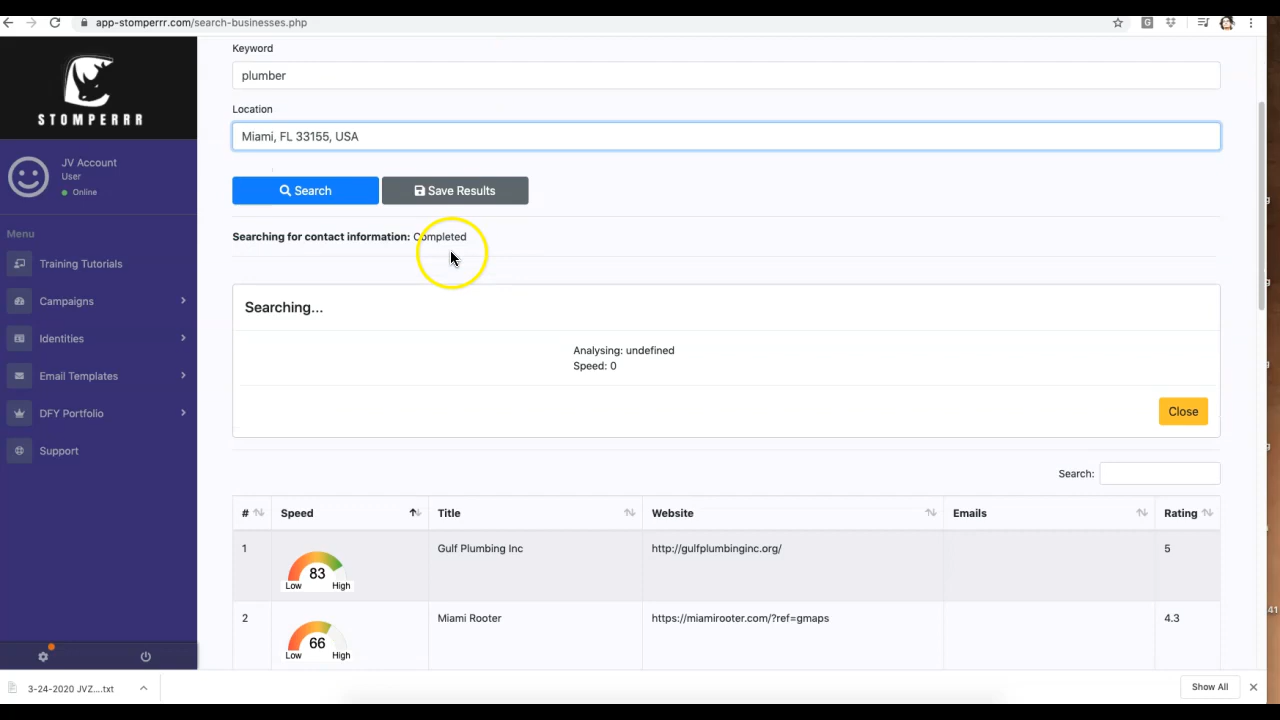 app-stomperrr.com/search-businesses.php
STOMPERRR
JV Account
User
Online
Menu
Training Tutorials
Campaigns
Identities
Email Templates
DFY Portfolio
Support
Keyword
plumber
Location
Miami, FL 33155, USA
Search
Save Results
Searching for contact information: Completed
Searching...
Analysing: undefined
Speed: 0
Close
Search:
# Speed Title Website Emails Rating
1 83 Low High Gulf Plumbing Inc http://gulfplumbinginc.org/ 5
2 66 Low High Miami Rooter https://miamirooter.com/?ref=gmaps 4.3
3-24-2020 JVZ....txt
Show All